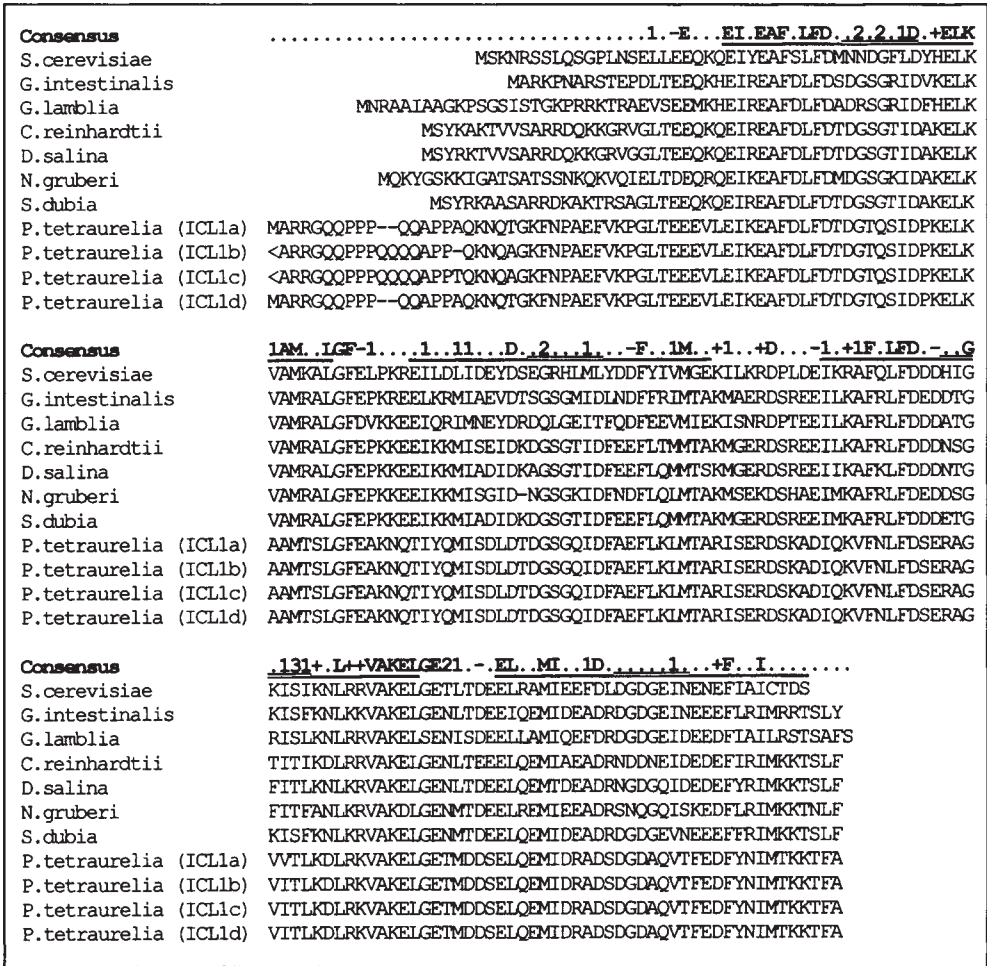 Consensus ......................1.-E...EI.EAF.LFD..2.2.1D.+ELK
S.cerevisiae MSKNRSSLQSGPLNSELLEEQKQEIYEAFSLFDMNNDGFLDYHELK
G.intestinalis MARKPNARSTEPDLTEEQKHEIREAFDLFDSDGSGRIDVKELK
G.lamblia MNRAAIAAGKPSGSISTGKPRRKTRAEVSEEMKHEIREAFDLFDADRSGRIDFHELK
C.reinhardtii MSYKAKTVVSARRDQKKGRVGLTEEQKQEIREAFDLFDTDGSGTIDAKELK
D.salina MSYRKTVVSARRDQKKGRVGGLTEEQKQEIREAFDLFDTDGSGTIDAKELK
N.gruberi MQKYGSKKIGATSATSSNKQKVQIELTDEQRQEIREAFDLFDMDGSGKIDAKELK
S.dubia MSYRKAASARRDKAKTRSAGLTEEQKQEIREAFDLFDTDGSGTIDAKELK
P.tetraurelia (ICL1a) MARRGQQPPP--QQAPPAQKNQTGKFNPAEFVKPGLTEEEVLEIKEAFDLFDTDGTQSIDPKELK
P.tetraurelia (ICL1b) <ARRGQQPPPQQQQAPP-QKNQAGKFNPAEFVKPGLTEEEVLEIKEAFDLFDTDGTQSIDPKELK
P.tetraurelia (ICL1c) <ARRGQQPPPQQQQAPPTQKNQAGKFNPAEFVKPGLTEEEVLEIKEAFDLFDTDGTQSIDPKELK
P.tetraurelia (ICL1d) MARRGQQPPP--QQAPPAQKNQTGKFNPAEFVKPGLTEEEVLEIKEAFDLFDTDGTQSIDPKELK
Consensus 1AM..LGF-1....1..11...D..2...1..-F..1M..+1..+D...-1.+1F.LFD.-..G
S.cerevisiae VAMKALGFELPKREILDLIDEYDSEGRHLMLYDDFYIVMGEKILKRDPLDEIKRAFQLFDDDHIG
G.intestinalis VAMRALGFEPKREELKRMIAEVDTSGSGMIDLNDFFRIMTAKMAERDSREEILKAFRLFDEDDTG
G.lamblia VAMRALGFDVKKEEIQRIMNEYDRDQLGEITFQDFEEVMIEKISNRDPTEEILKAFRLFDDDATG
C.reinhardtii VAMRALGFEPKKEEIKKMISEIDKDGSGTIDFEEFLTMMTAKMGERDSREEILKAFRLFDDDNSG
D.salina VAMRALGFEPKKEEIKKMIADIDKAGSGTIDFEEFLQMMTSKMGERDSREEIIKAFKLFDDDNTG
N.gruberi VAMRALGFEPKKEEIKKMISGID-NGSGKIDFNDFLQLMTAKMSEKDSHAEIMKAFRLFDEDDSG
S.dubia VAMRALGFEPKKEEIKKMIADIDKDGSGTIDFEEFLQMMTAKMGERDSREEIMKAFRLFDDDETG
P.tetraurelia (ICL1a) AAMTSLGFEAKNQTIYQMISDLDTDGSGQIDFAEFLKLMTARISERDSKADIQKVFNLFDSERAG
P.tetraurelia (ICL1b) AAMTSLGFEAKNQTIYQMISDLDTDGSGQIDFAEFLKLMTARISERDSKADIQKVFNLFDSERAG
P.tetraurelia (ICL1c) AAMTSLGFEAKNQTIYQMISDLDTDGSGQIDFAEFLKLMTARISERDSKADIQKVFNLFDSERAG
P.tetraurelia (ICL1d) AAMTSLGFEAKNQTIYQMISDLDTDGSGQIDFAEFLKLMTARISERDSKADIQKVFNLFDSERAG
Consensus .131+.L++VAKELGE21.-.EL..MI..1D......1...+F..I........
S.cerevisiae KISIKNLRRVAKELGETLTDEELRAMIEEFDLDGDGEINENEFIAICTDS
G.intestinalis KISFKNLKKVAKELGENLTDEEIQEMIDEADRDGDGEINEEEFLRIMRRTSLY
G.lamblia RISLKNLRRVAKELSENISDEELLAMIQEFDRDGDGEIDEEDFIAILRSTSAFS
C.reinhardtii TITIKDLRRVAKELGENLTEEELQEMIAEADRNDDNEIDEDEFIRIMKKTSLF
D.salina FITLKNLKRVAKELGENLTDEELQEMTDEADRNGDGQIDEDEFYRIMKKTSLF
N.gruberi FITFANLKRVAKDLGENMTDEELREMIEEADRSNQGQISKEDFLRIMKKTNLF
S.dubia KISFKNLKRVAKELGENMTDEELQEMIDEADRDGDGEVNEEEFFRIMKKTSLF
P.tetraurelia (ICL1a) VVTLKDLRKVAKELGETMDDSELQEMIDRADSDGDAQVTFEDFYNIMTKKTFA
P.tetraurelia (ICL1b) VITLKDLRKVAKELGETMDDSELQEMIDRADSDGDAQVTFEDFYNIMTKKTFA
P.tetraurelia (ICL1c) VITLKDLRKVAKELGETMDDSELQEMIDRADSDGDAQVTFEDFYNIMTKKTFA
P.tetraurelia (ICL1d) VITLKDLRKVAKELGETMDDSELQEMIDRADSDGDAQVTFEDFYNIMTKKTFA